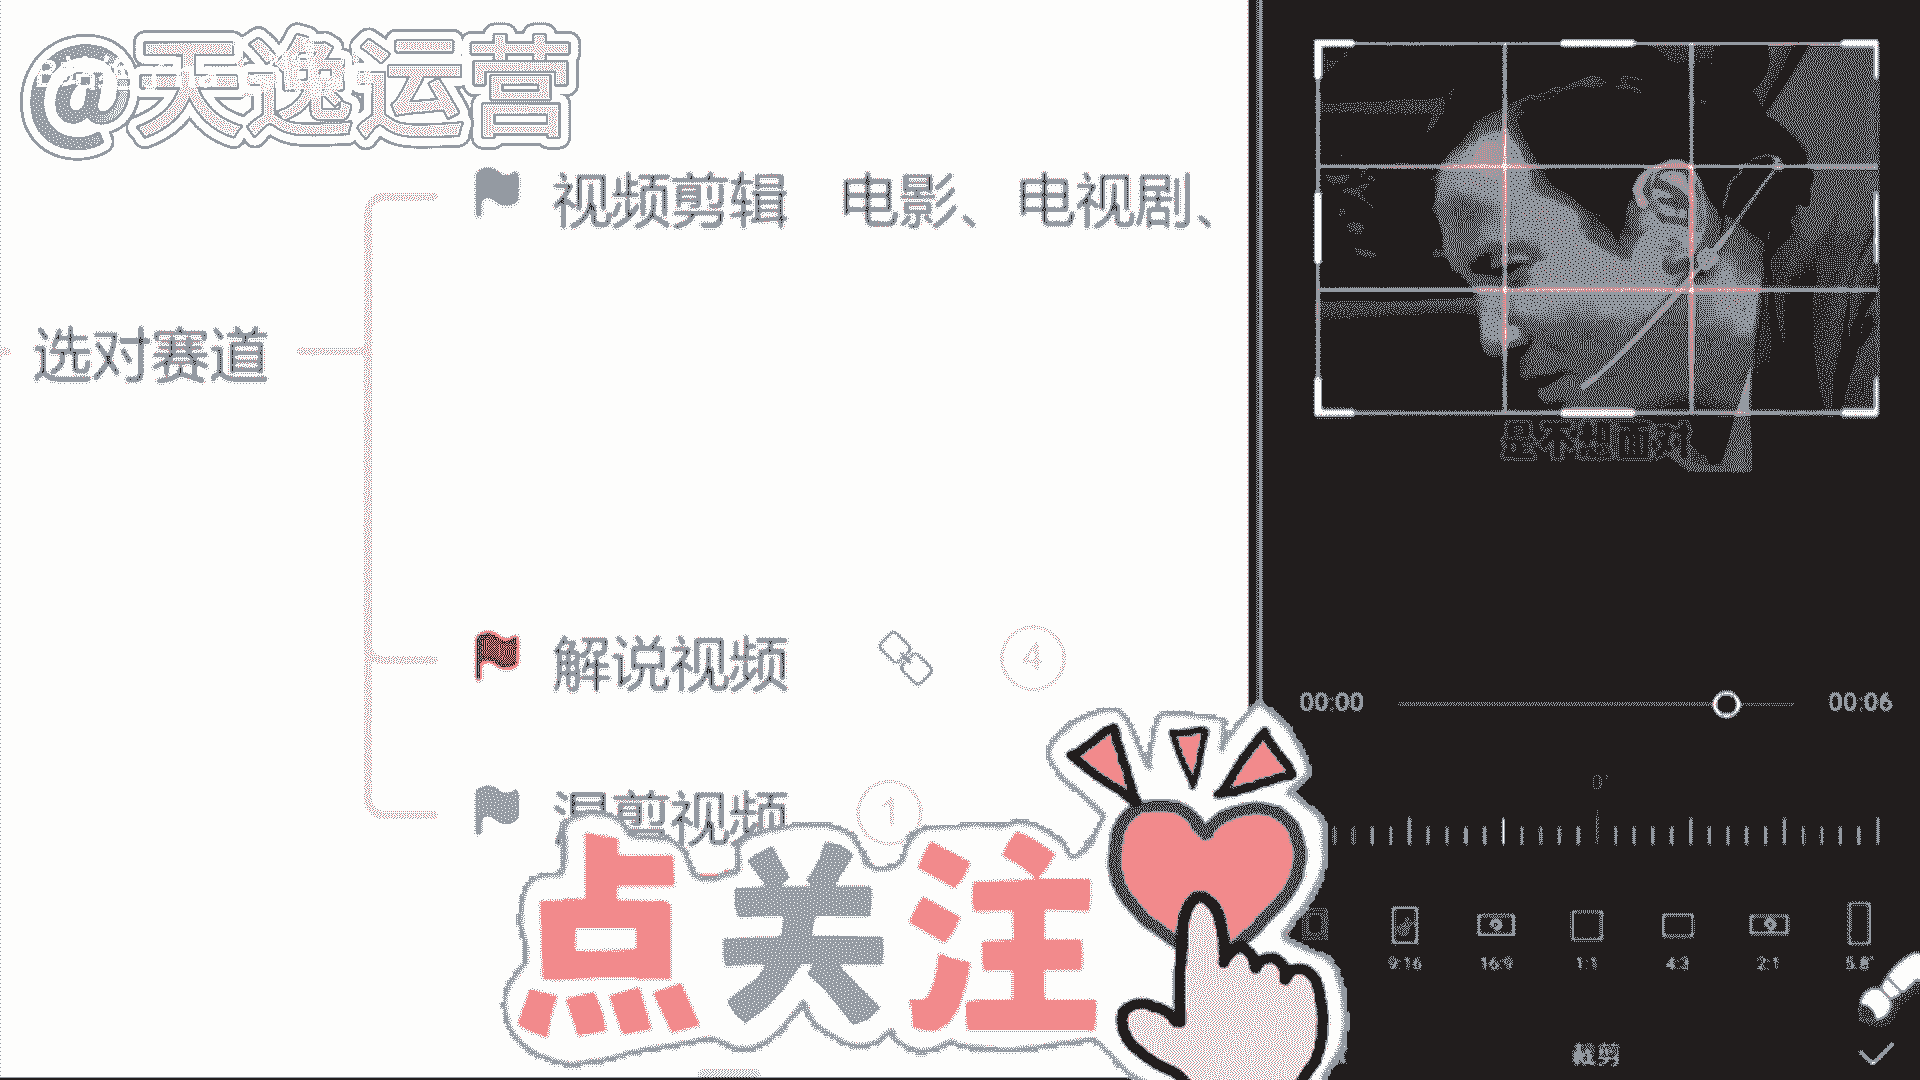 @天逸运营
视频剪辑 电影、电视剧、
选对赛道
解说视频 4
混剪视频 1
点关注
是不想面对
00:00 00:06
0°
9:16 16:9 1:1 4:3 2:1 5.8"
裁剪